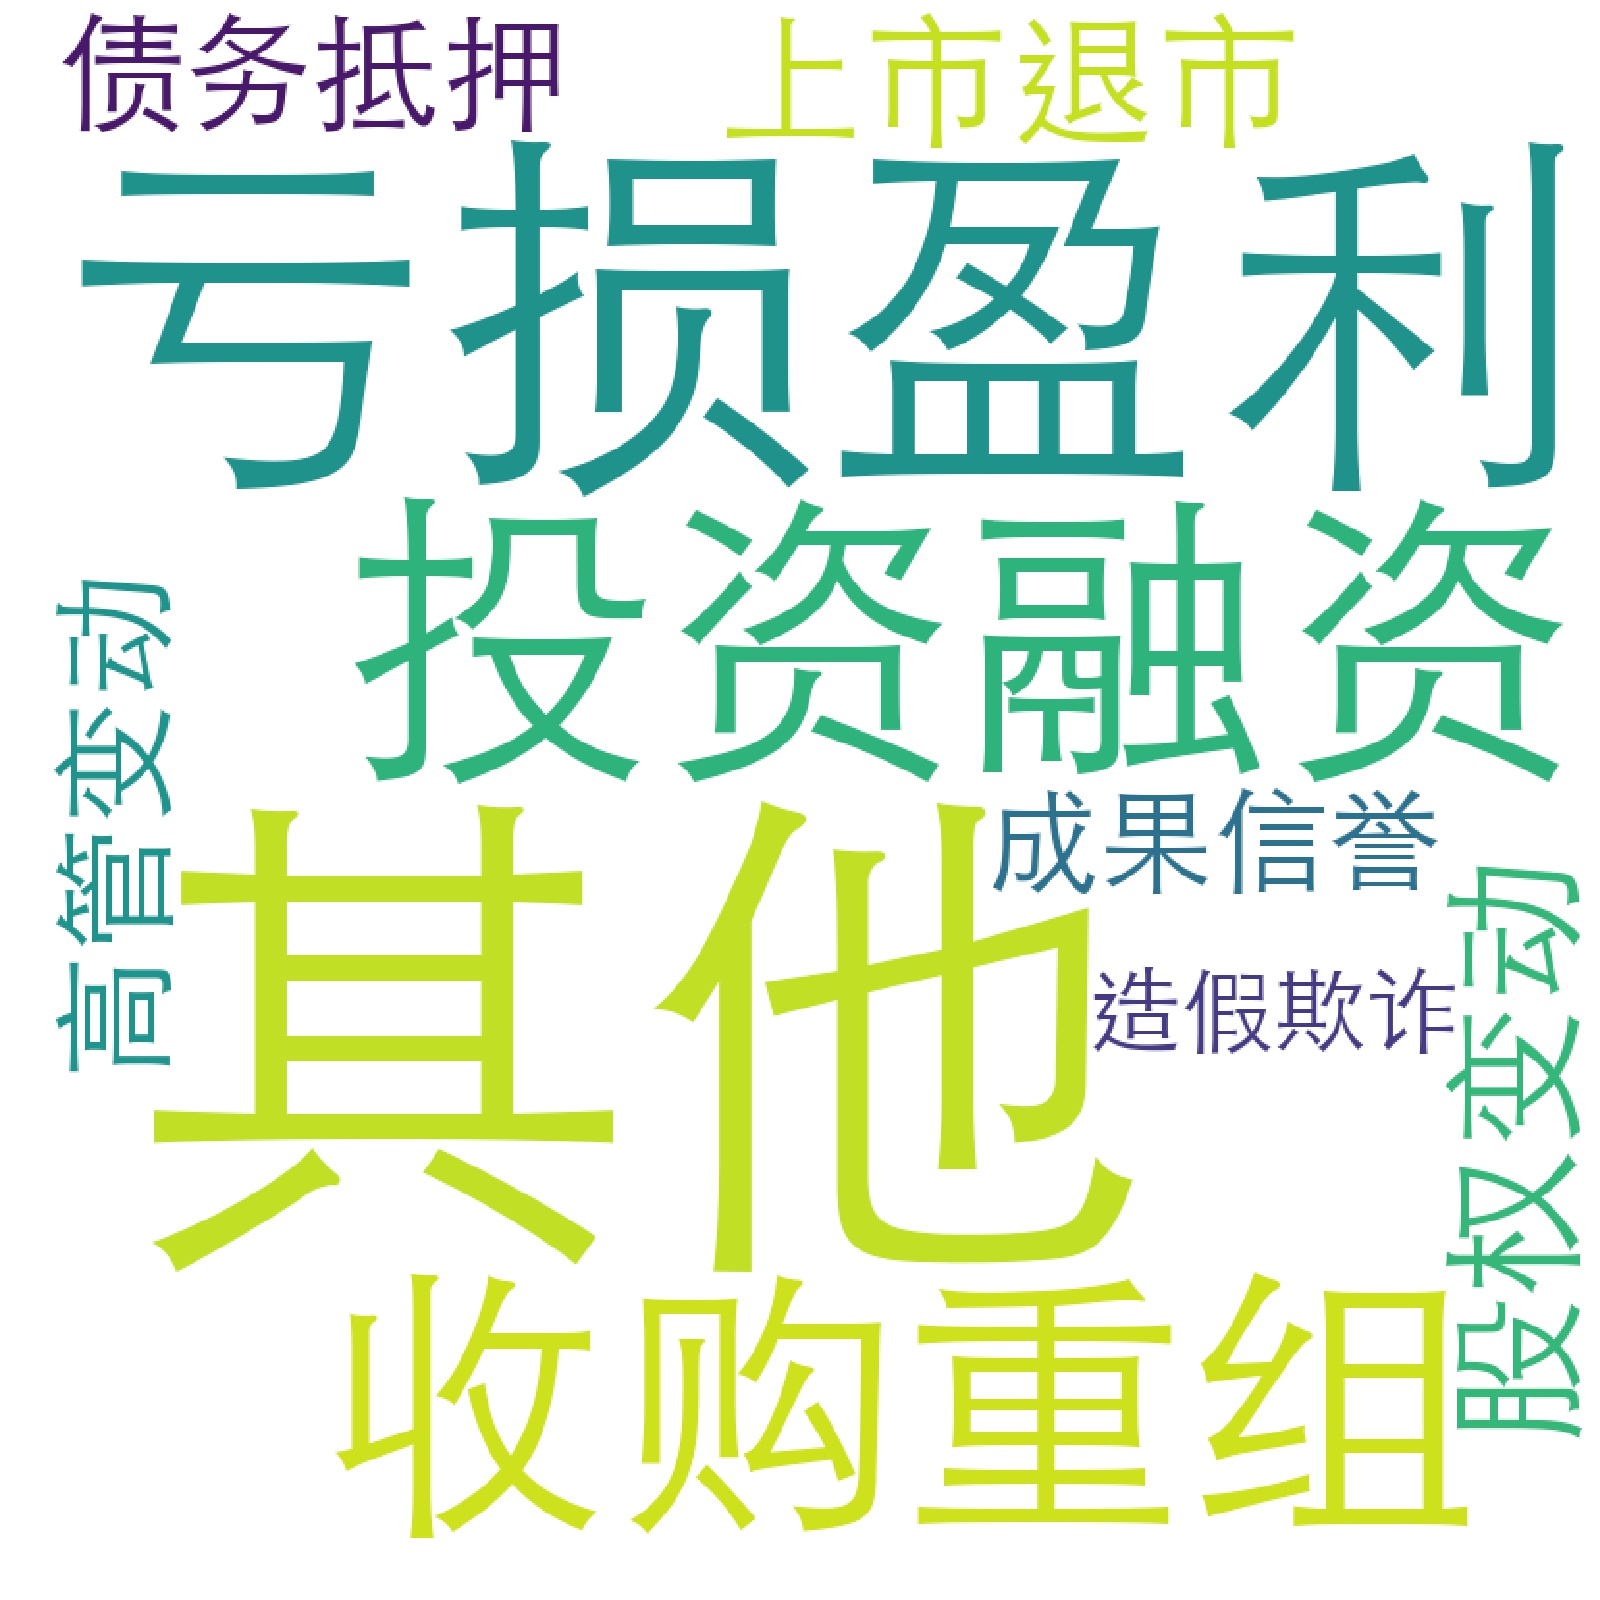 债务抵押
上市退市
亏损盈利
投资融资
高管变动
其他
成果信誉
造假欺诈
股权变动
收购重组